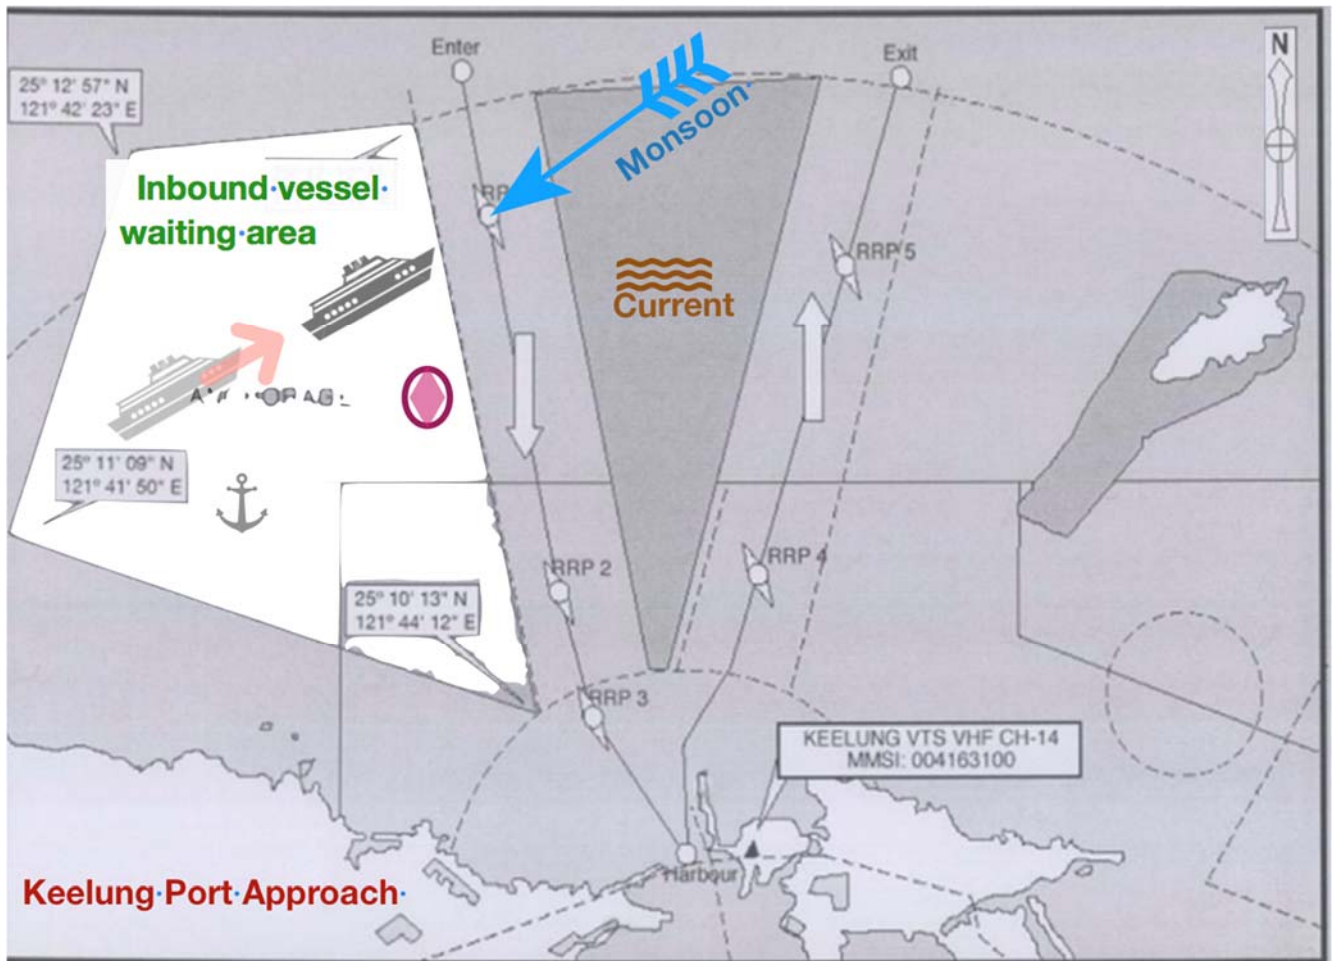 Enter
Exit
N
25° 12' 57" N
121° 42' 23" E
Monsoon
Inbound·vessel·
waiting·area
RRP 5
Current
25° 11' 09" N
121° 41' 50" E
RRP 2
RRP 4
25° 10' 13" N
121° 44' 12" E
RRP 3
KEELUNG VTS VHF CH-14
MMSI: 004163100
Harbour
Keelung·Port·Approach·